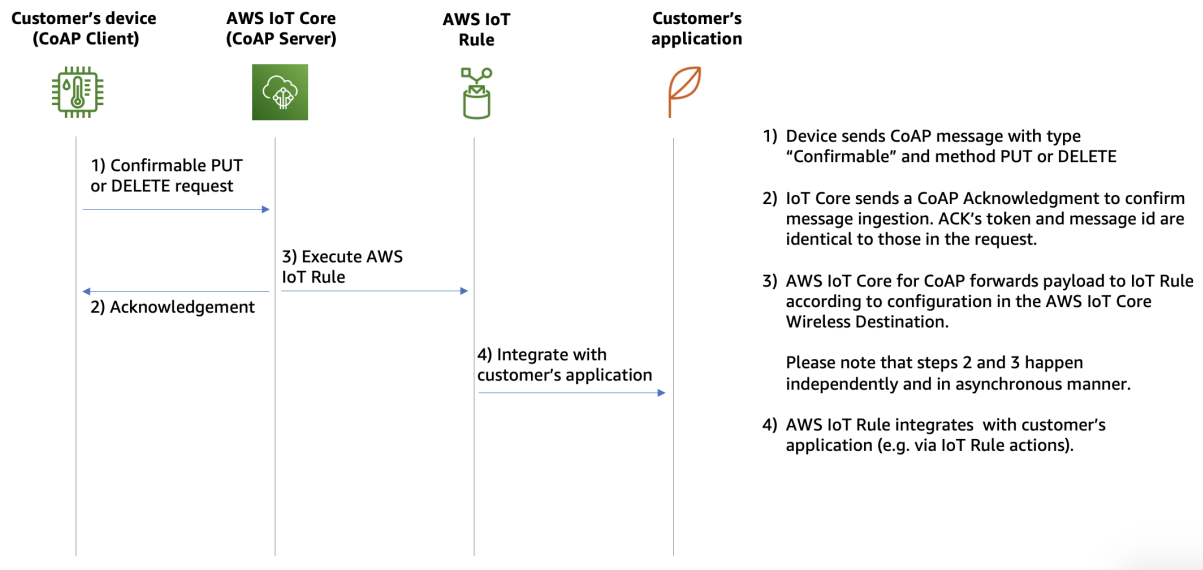 Customer's device
(CoAP Client)
AWS IoT Core
(CoAP Server)
AWS IoT
Rule
Customer's
application
1) Confirmable PUT
or DELETE request
3) Execute AWS
IoT Rule
2) Acknowledgement
4) Integrate with
customer's application
1) Device sends CoAP message with type
“Confirmable” and method PUT or DELETE
2) IoT Core sends a CoAP Acknowledgment to confirm
message ingestion. ACK's token and message id are
identical to those in the request.
3) AWS IoT Core for CoAP forwards payload to IoT Rule
according to configuration in the AWS IoT Core
Wireless Destination.
Please note that steps 2 and 3 happen
independently and in asynchronous manner.
4) AWS IoT Rule integrates with customer's
application (e.g. via IoT Rule actions).